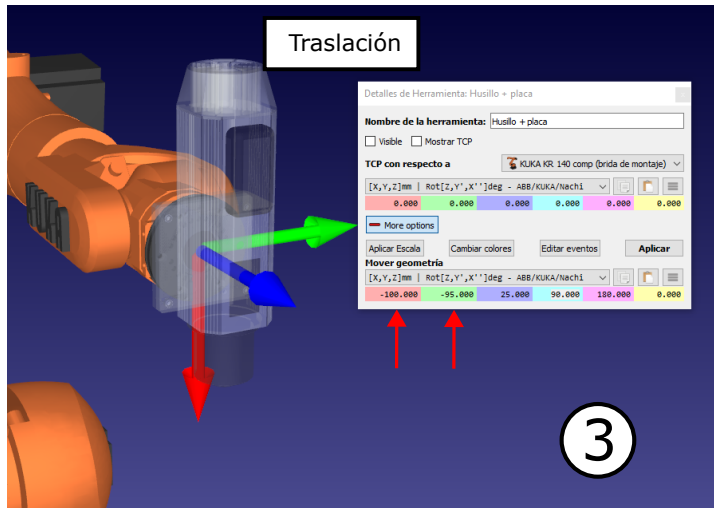 Traslación
Detalles de Herramienta: Husillo + placa
Nombre de la herramienta: Husillo + placa
Visible Mostrar TCP
TCP con respecto a KUKA KR 140 comp (brida de montaje)
[X,Y,Z]mm | Rot[Z,Y',X'']deg - ABB/KUKA/Nachi
0.000 0.000 0.000 0.000 0.000 0.000
More options
Aplicar Escala Cambiar colores Editar eventos Aplicar
Mover geometría
[X,Y,Z]mm | Rot[Z,Y',X'']deg - ABB/KUKA/Nachi
-100.000 -95.000 25.000 90.000 180.000 0.000
3